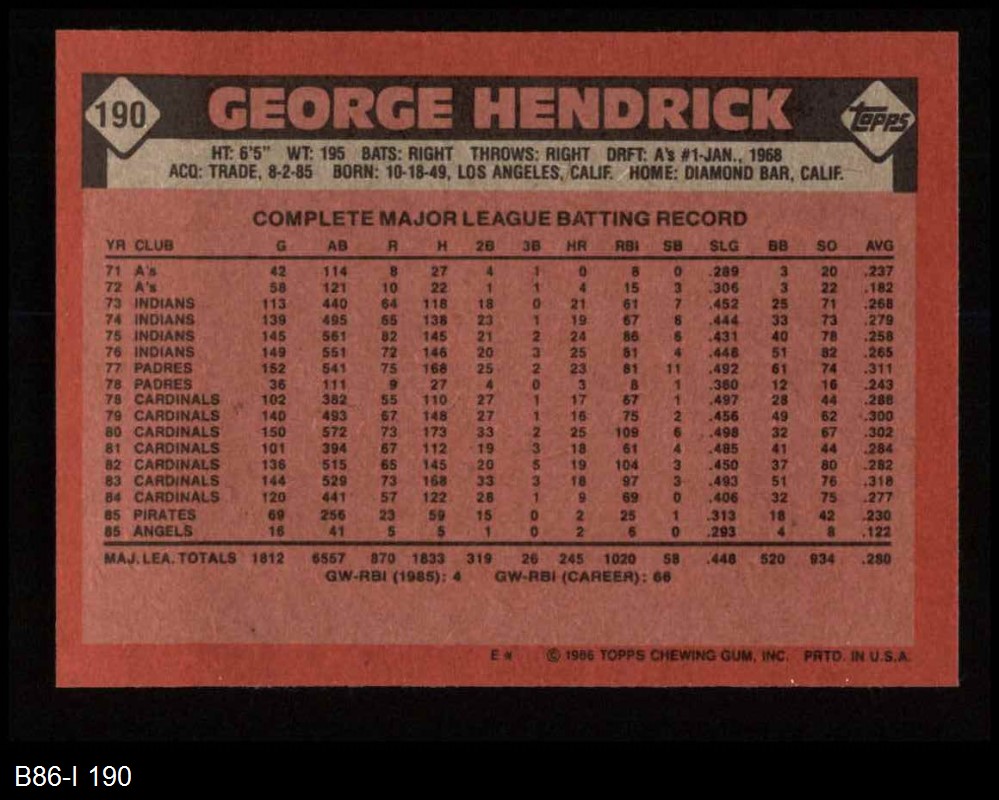 190 GEORGE HENDRICK Topps
HT: 6'5" WT: 195 BATS: RIGHT THROWS: RIGHT DRFT: A's #1-JAN., 1968
ACQ: TRADE, 8-2-85 BORN: 10-18-49, LOS ANGELES, CALIF. HOME: DIAMOND BAR, CALIF.
COMPLETE MAJOR LEAGUE BATTING RECORD
YR CLUB G AB R H 2B 3B HR RBI SB SLG BB SO AVG
71 A's 42 114 8 27 4 1 0 8 0 .289 3 20 .237
72 A's 58 121 10 22 1 1 4 15 3 .306 3 22 .182
73 INDIANS 113 440 64 118 18 0 21 61 7 .452 25 71 .268
74 INDIANS 139 495 65 138 23 1 19 67 6 .444 33 73 .279
75 INDIANS 145 561 82 145 21 2 24 86 6 .431 40 78 .258
76 INDIANS 149 551 72 146 20 3 25 81 4 .448 51 82 .265
77 PADRES 152 541 75 168 25 2 23 81 11 .492 61 74 .311
78 PADRES 36 111 9 27 4 0 3 8 1 .360 12 16 .243
78 CARDINALS 102 382 55 110 27 1 17 67 1 .497 28 44 .288
79 CARDINALS 140 493 67 148 27 1 16 75 2 .456 49 62 .300
80 CARDINALS 150 572 73 173 33 2 25 109 6 .498 32 67 .302
81 CARDINALS 101 394 67 112 19 3 18 61 4 .485 41 44 .284
82 CARDINALS 136 515 65 145 20 5 19 104 3 .450 37 80 .282
83 CARDINALS 144 529 73 168 33 3 18 97 3 .493 51 76 .318
84 CARDINALS 120 441 57 122 28 1 9 69 0 .406 32 75 .277
85 PIRATES 69 256 23 59 15 0 2 25 1 .313 18 42 .230
85 ANGELS 16 41 5 5 1 0 2 6 0 .293 4 8 .122
MAJ. LEA. TOTALS 1812 6557 870 1833 319 26 245 1020 58 .448 520 934 .280
GW-RBI (1985): 4 GW-RBI (CAREER): 66
E* © 1986 TOPPS CHEWING GUM, INC. PRTD. IN U.S.A.
B86-I 190